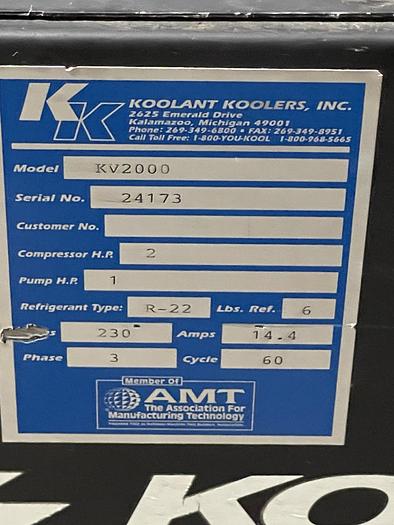 KK KOOLANT KOOLERS, INC.
2625 Emerald Drive
Kalamazoo, Michigan 49001
Phone: 269-349-6800 • FAX: 269-349-8951
Call Toll Free: 1-800-YOU-KOOL 1-800-968-5665
Model KV2000
Serial No. 24173
Customer No.
Compressor H.P. 2
Pump H.P. 1
Refrigerant Type: R-22 Lbs. Ref. 6
s 230 Amps 14.4
Phase 3 Cycle 60
Member Of
AMT
The Association For
Manufacturing Technology
KO